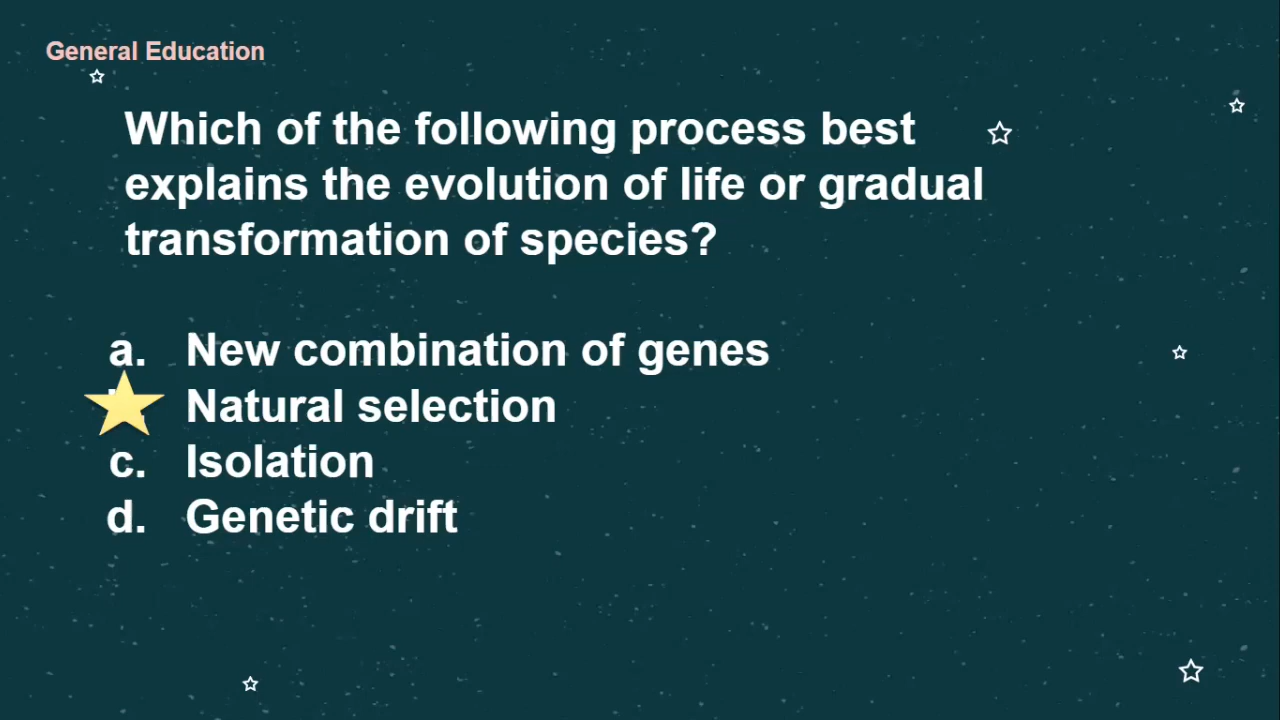 General Education
Which of the following process best
explains the evolution of life or gradual
transformation of species?
a. New combination of genes
Natural selection
c. Isolation
d. Genetic drift